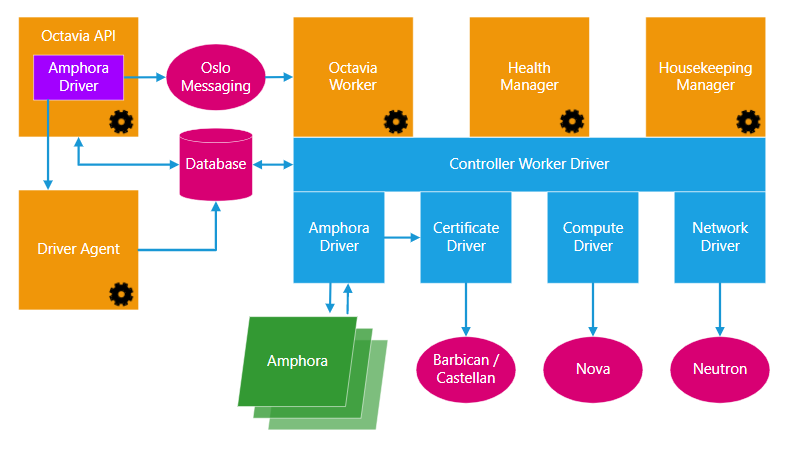 Octavia API
Amphora
Driver
Oslo
Messaging
Octavia
Worker
Health
Manager
Housekeeping
Manager
Database
Controller Worker Driver
Driver Agent
Amphora
Driver
Certificate
Driver
Compute
Driver
Network
Driver
Amphora
Barbican /
Castellan
Nova
Neutron